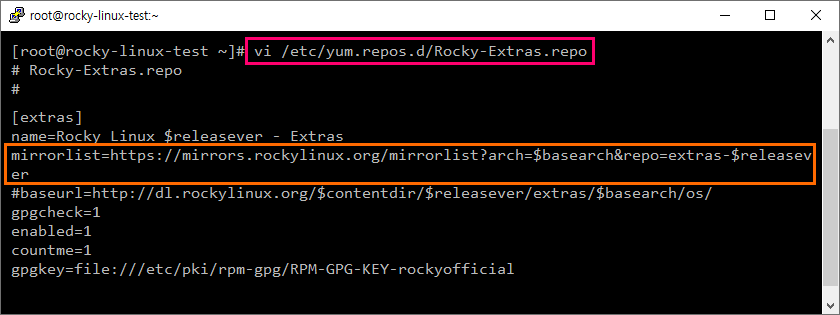 root@rocky-linux-test:~
[root@rocky-linux-test ~]# vi /etc/yum.repos.d/Rocky-Extras.repo
# Rocky-Extras.repo
#
[extras]
name=Rocky Linux $releasever - Extras
mirrorlist=https://mirrors.rockylinux.org/mirrorlist?arch=$basearch&repo=extras-$releasev
er
#baseurl=http://dl.rockylinux.org/$contentdir/$releasever/extras/$basearch/os/
gpgcheck=1
enabled=1
countme=1
gpgkey=file:///etc/pki/rpm-gpg/RPM-GPG-KEY-rockyofficial